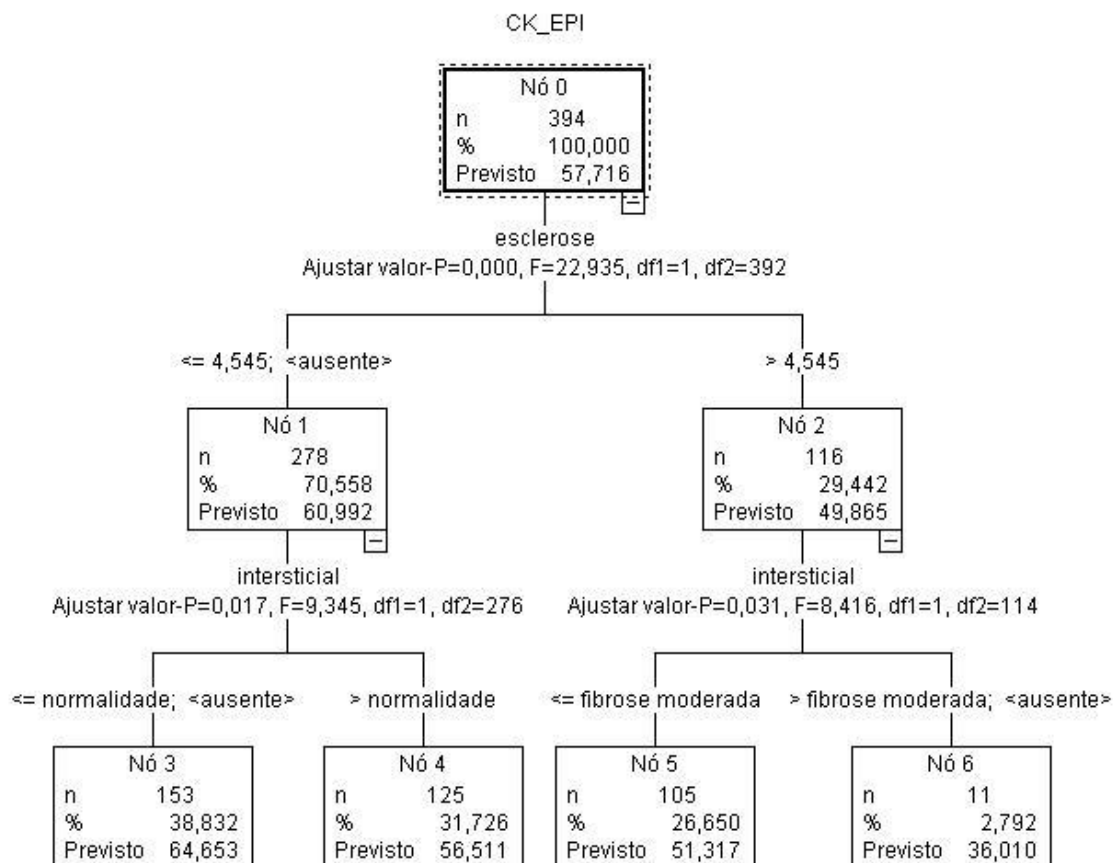 CK_EPI
Nó 0
n 394
% 100,000
Previsto 57,716
esclerose
Ajustar valor-P=0,000, F=22,935, df1=1, df2=392
<= 4,545; <ausente>
> 4,545
Nó 1
n 278
% 70,558
Previsto 60,992
Nó 2
n 116
% 29,442
Previsto 49,865
intersticial
Ajustar valor-P=0,017, F=9,345, df1=1, df2=276
intersticial
Ajustar valor-P=0,031, F=8,416, df1=1, df2=114
<= normalidade; <ausente>
> normalidade
<= fibrose moderada
> fibrose moderada; <ausente>
Nó 3
n 153
% 38,832
Previsto 64,653
Nó 4
n 125
% 31,726
Previsto 56,511
Nó 5
n 105
% 26,650
Previsto 51,317
Nó 6
n 11
% 2,792
Previsto 36,010